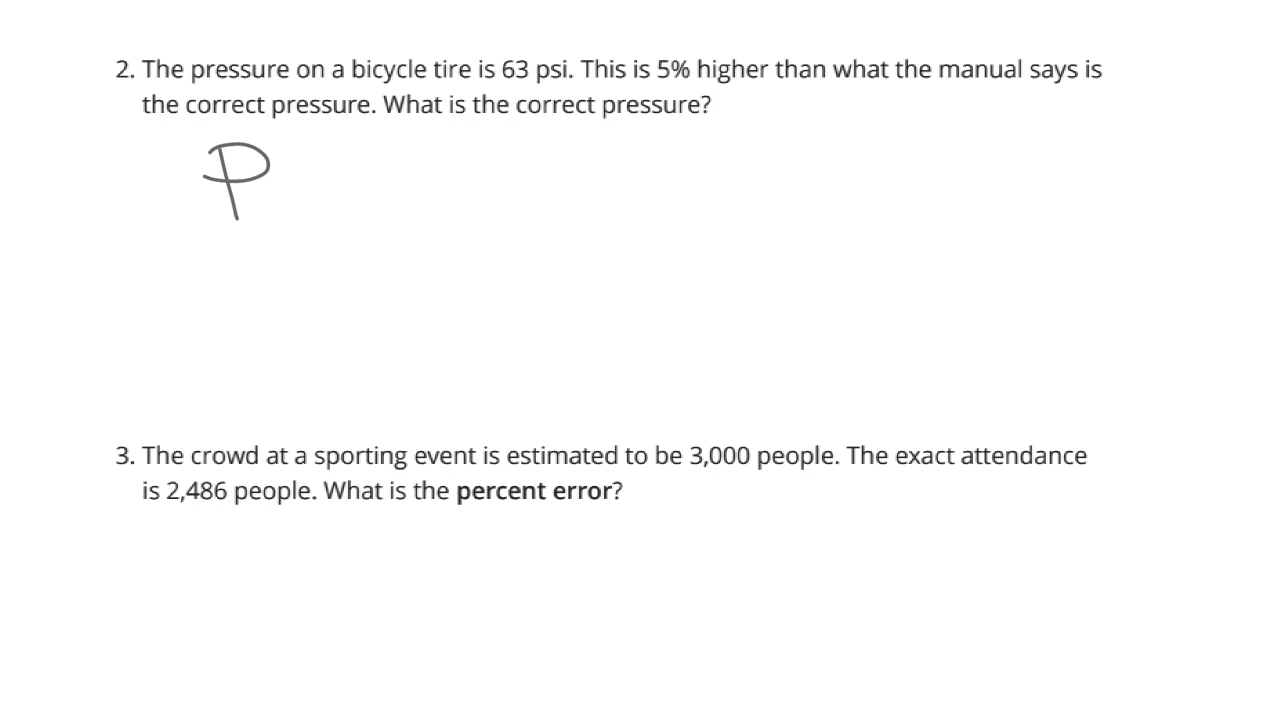 2. The pressure on a bicycle tire is 63 psi. This is 5% higher than what the manual says is
the correct pressure. What is the correct pressure?
P
3. The crowd at a sporting event is estimated to be 3,000 people. The exact attendance
is 2,486 people. What is the percent error?